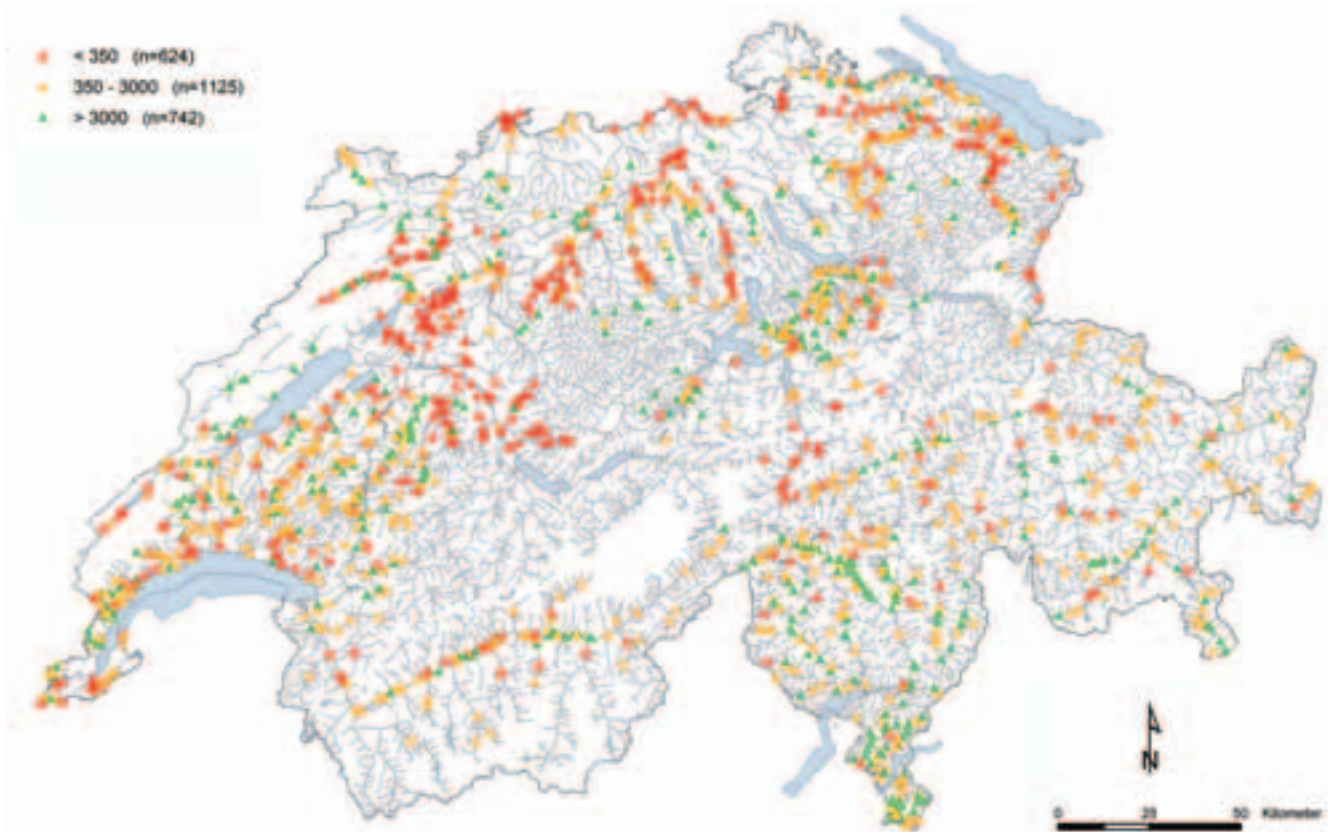 < 350 (n=624)
350 - 3000 (n=1125)
> 3000 (n=742)
N
0 25 50 Kilometer